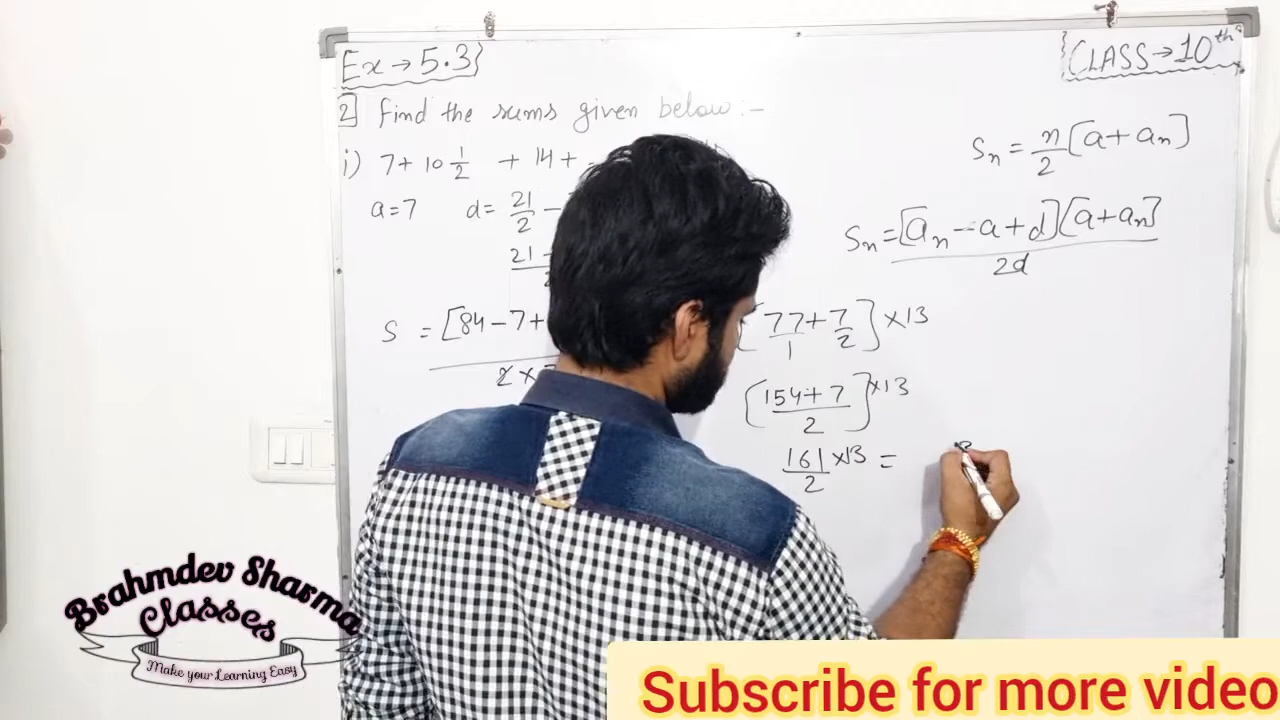 Ex → 5.3
CLASS → 10th
2 Find the sums given below :-
i) 7 + 10 1/2 + 14 +
a = 7 d = 21/2 -
21
Sn = n/2 [a + an]
Sn = [an - a + d][a + an] / 2d
S = [84 - 7 +
2 ×
[77/1 + 7/2] × 13
[154 + 7 / 2] × 13
161/2 × 13 =
Brahmdev Sharma
Classes
Make your Learning Easy
Subscribe for more video